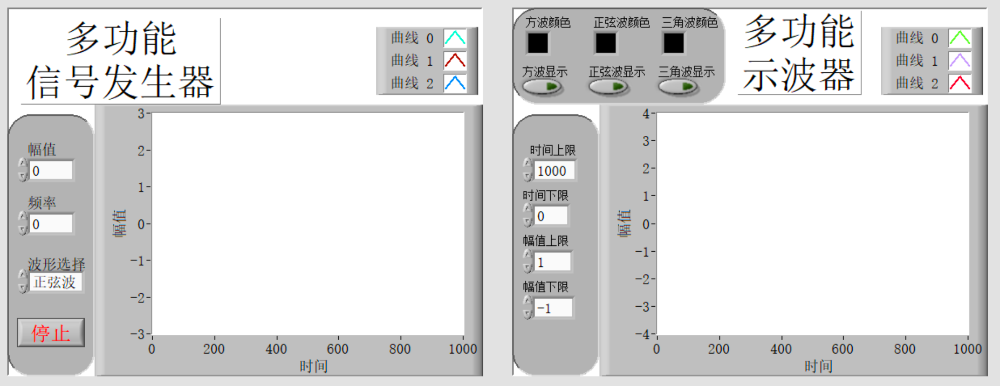 多功能
信号发生器
曲线 0
曲线 1
曲线 2
幅值
0
频率
0
波形选择
正弦波
停止
幅值
3
2
1
0
-1
-2
-3
0 200 400 600 800 1000
时间
方波颜色 正弦波颜色 三角波颜色
方波显示 正弦波显示 三角波显示
多功能
示波器
曲线 0
曲线 1
曲线 2
时间上限
1000
时间下限
0
幅值上限
1
幅值下限
-1
幅值
4
3
2
1
0
-1
-2
-3
-4
0 200 400 600 800 1000
时间